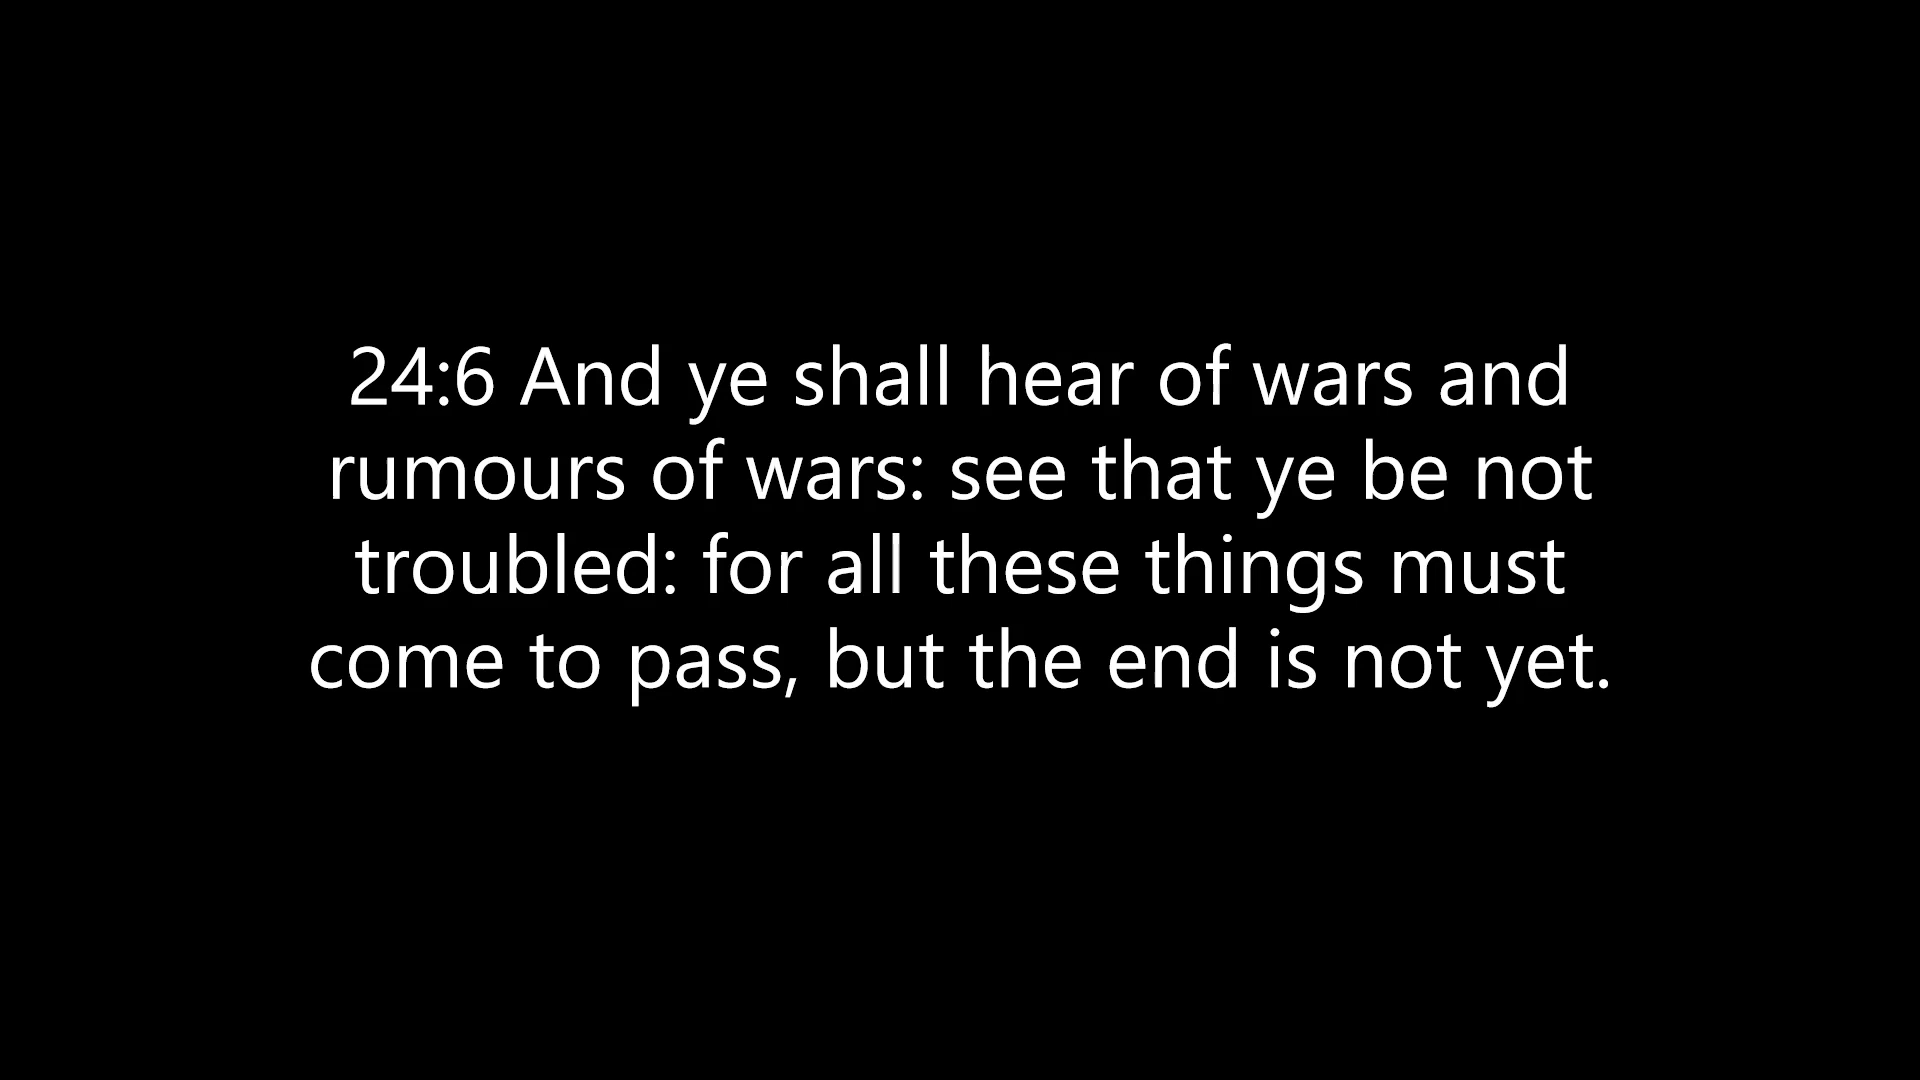 24:6 And ye shall hear of wars and
rumours of wars: see that ye be not
troubled: for all these things must
come to pass, but the end is not yet.